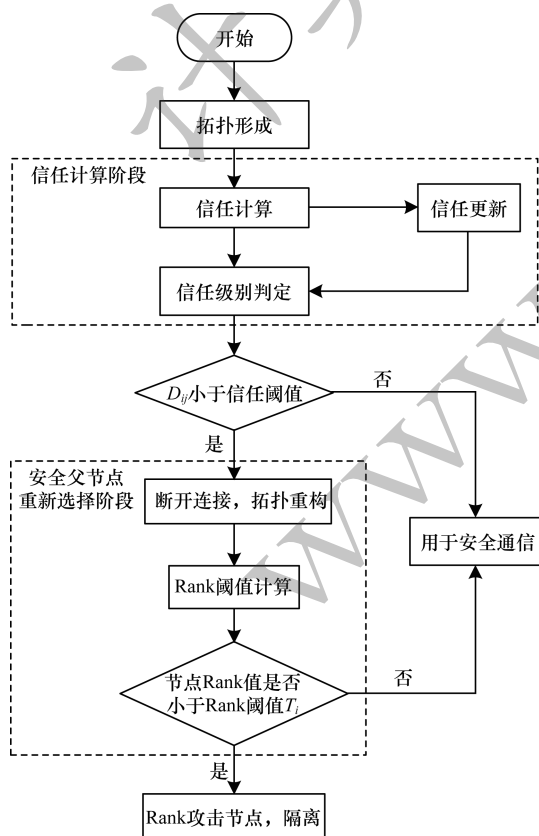 开始
拓扑形成
信任计算阶段
信任计算
信任更新
信任级别判定
Dij小于信任阈值
否
是
安全父节点
重新选择阶段
断开连接，拓扑重构
用于安全通信
Rank阈值计算
节点Rank值是否
小于Rank阈值Ti
否
是
Rank攻击节点，隔离
计
www